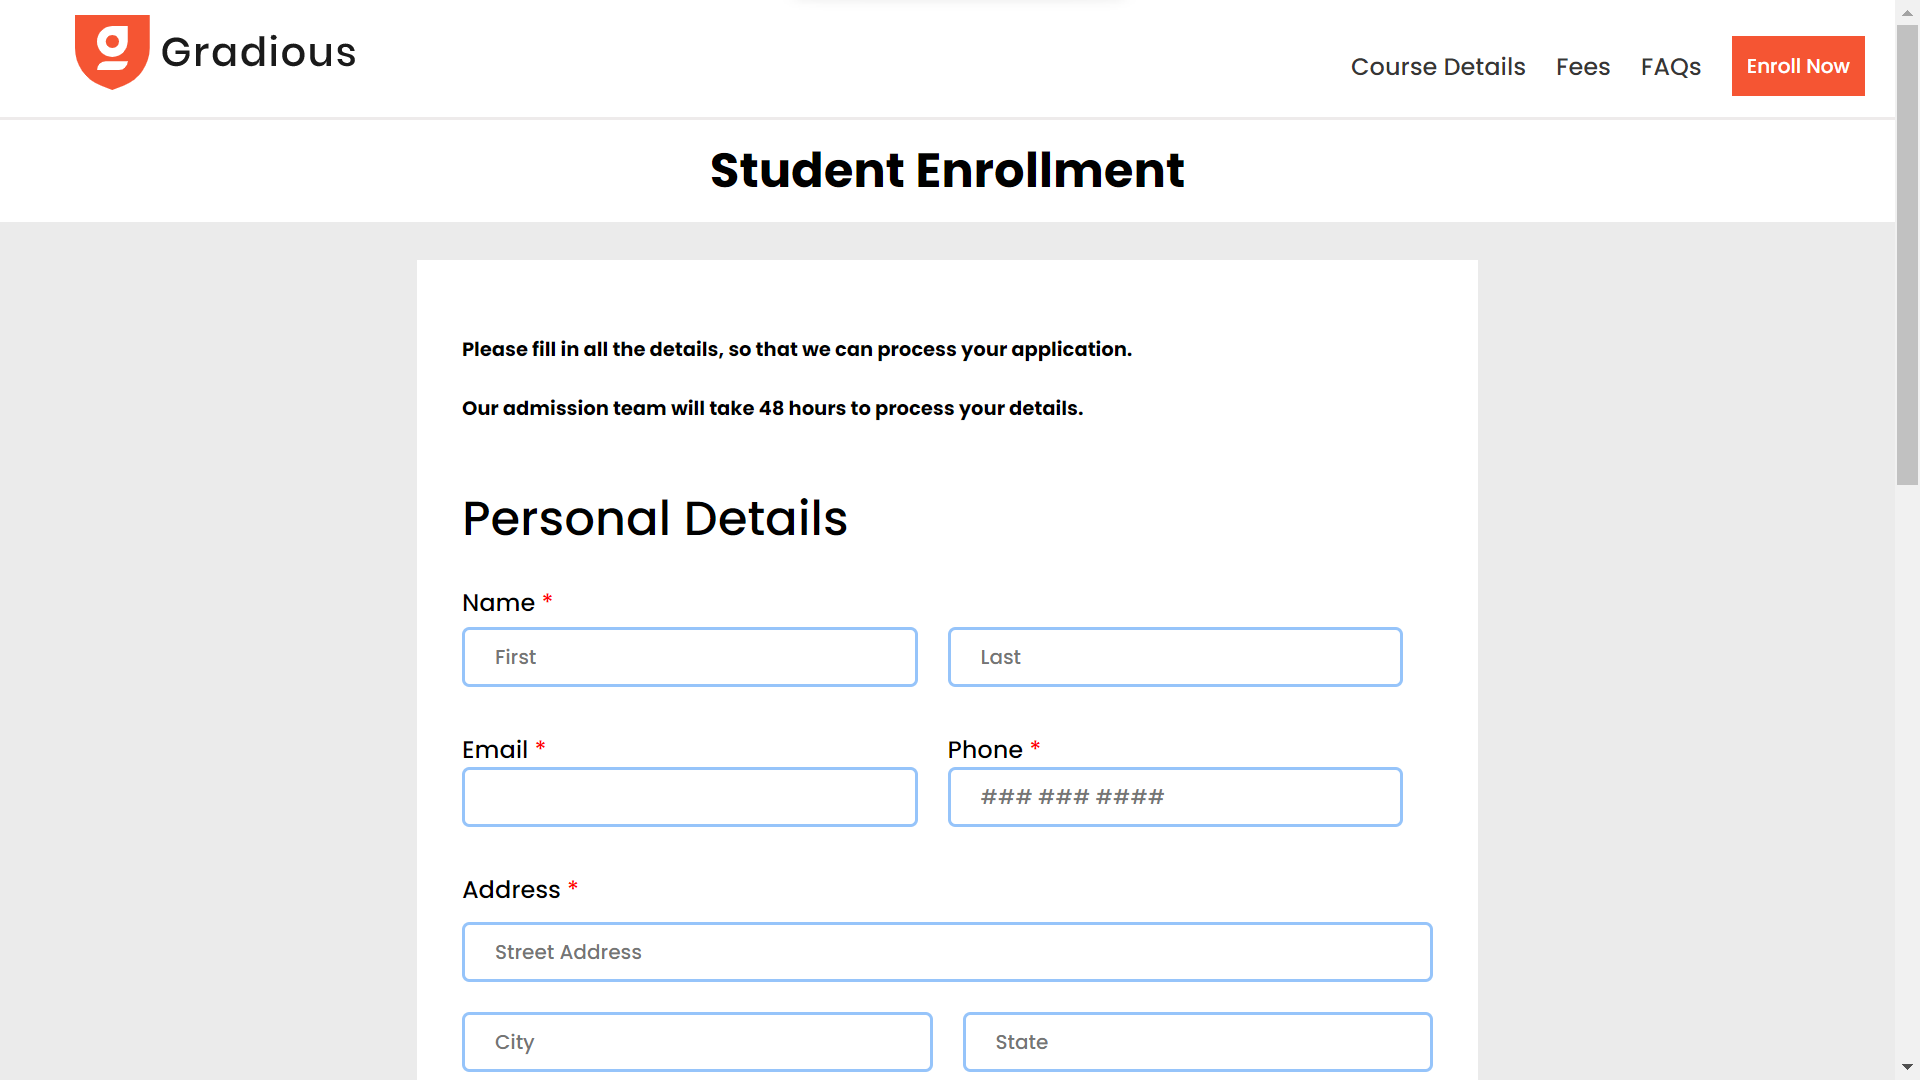 g Gradious
Course Details Fees FAQs Enroll Now
Student Enrollment
Please fill in all the details, so that we can process your application.
Our admission team will take 48 hours to process your details.
Personal Details
Name *
First Last
Email * Phone *
### ### ####
Address *
Street Address
City State